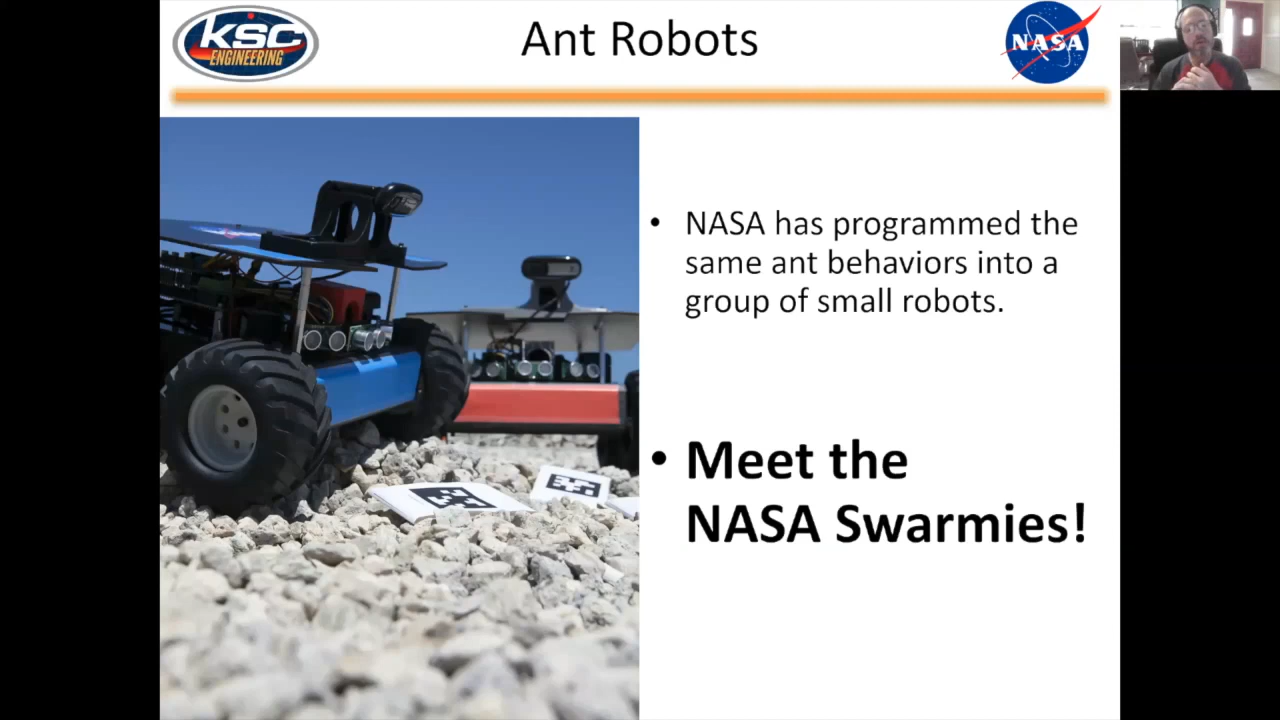 KSC
ENGINEERING
Ant Robots
NASA
• NASA has programmed the
same ant behaviors into a
group of small robots.
• Meet the
NASA Swarmies!